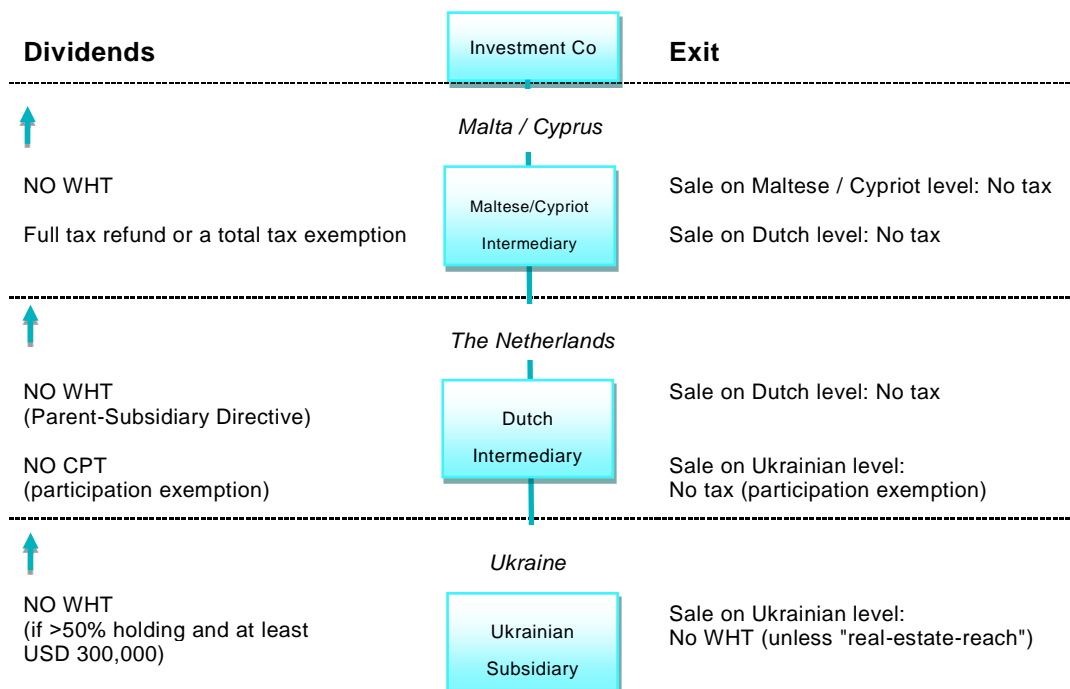 Dividends
Investment Co
Exit
Malta / Cyprus
NO WHT
Full tax refund or a total tax exemption
Maltese/Cypriot
Intermediary
Sale on Maltese / Cypriot level: No tax
Sale on Dutch level: No tax
The Netherlands
NO WHT
(Parent-Subsidiary Directive)
NO CPT
(participation exemption)
Dutch
Intermediary
Sale on Dutch level: No tax
Sale on Ukrainian level:
No tax (participation exemption)
Ukraine
NO WHT
(if >50% holding and at least
USD 300,000)
Ukrainian
Subsidiary
Sale on Ukrainian level:
No WHT (unless "real-estate-reach")